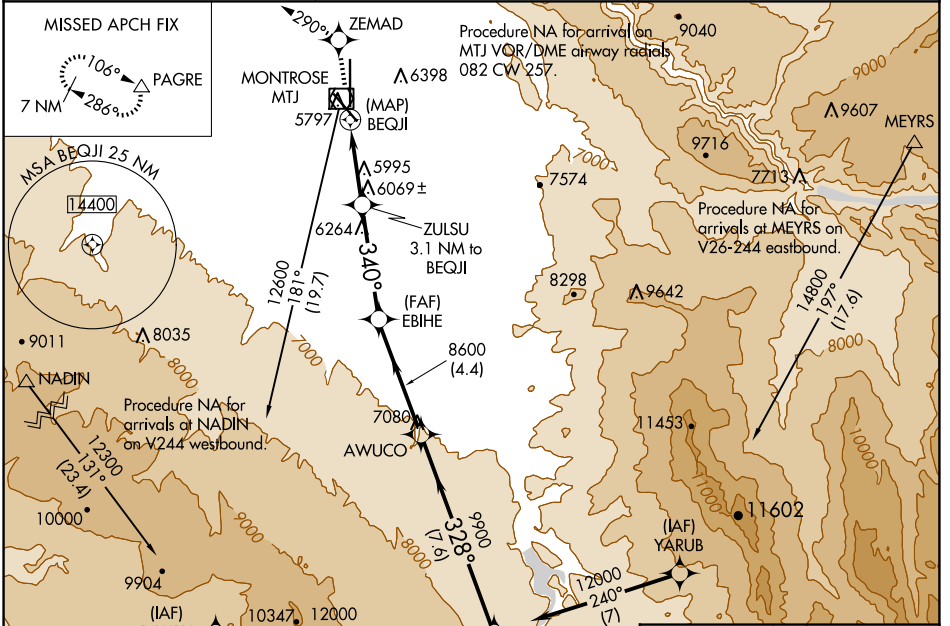 MISSED APCH FIX
106°
PAGRE
7 NM
286°
290°
ZEMAD
Procedure NA for arrival on
MTJ VOR/DME airway radials
082 CW 257.
9040
9000
MONTROSE
MTJ
6398
5797
(MAP)
BEQJI
9607
MEYRS
9716
7000
MSA BEQJI 25 NM
14400
5995
6069±
7574
7713
6264
ZULSU
3.1 NM to
BEQJI
Procedure NA for
arrivals at MEYRS on
V26-244 eastbound.
340°
12600
181°
(19.7)
8298
9642
14800
197°
(17.6)
(FAF)
EBIHE
9011
8035
7000
8000
8000
8600
(4.4)
NADIN
Procedure NA for
arrivals at NADIN
on V244 westbound.
7080
AWUCO
11453
10000
12300
131°
(23.4)
11000
11602
10000
9000
8000
9900
328°
(7.6)
(IAF)
YARUB
9904
12000
240°
(7)
(IAF)
10347
12000